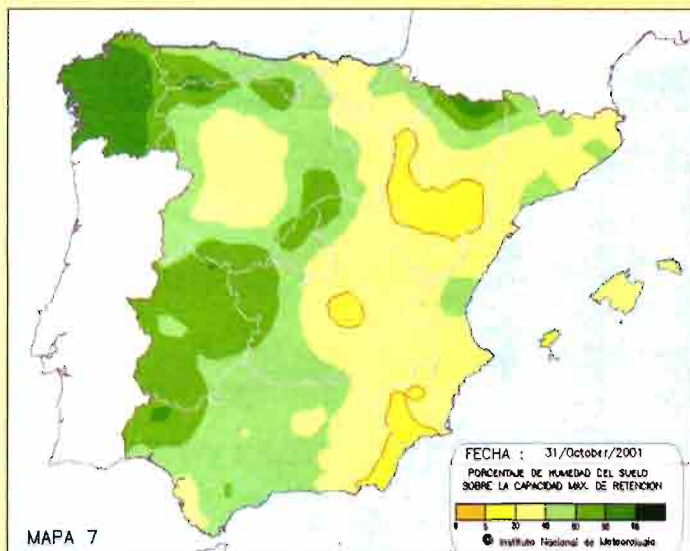 FECHA : 31/October/2001
PORCENTAJE DE HUMEDAD DEL SUELO
SOBRE LA CAPACIDAD MAX. DE RETENCION
0 5 20 40 60 80 90
© Instituto Nacional de Meteorologia
MAPA 7